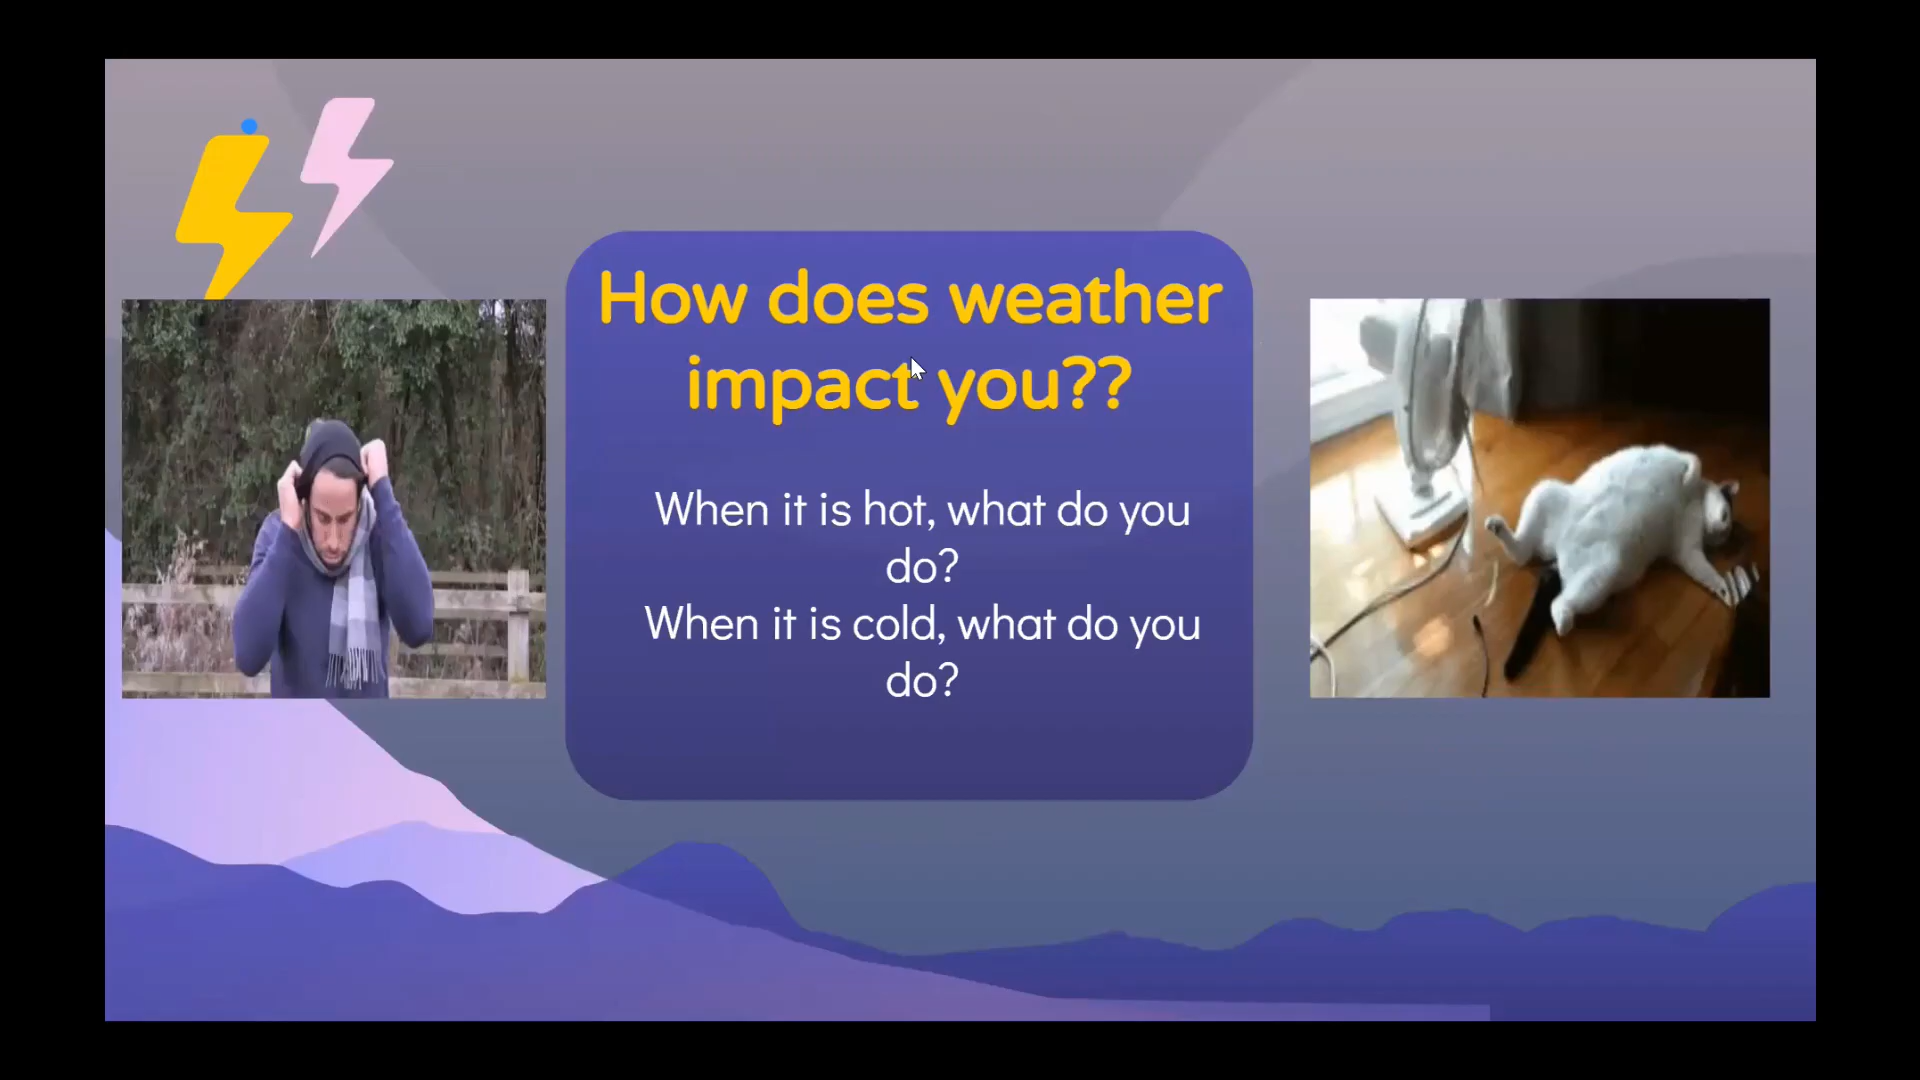 How does weather
impact you??
When it is hot, what do you
do?
When it is cold, what do you
do?